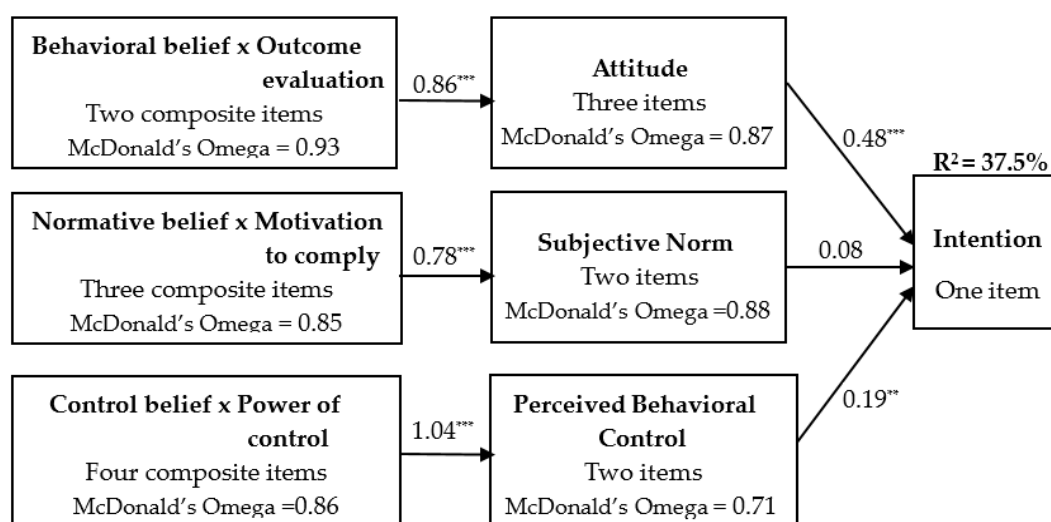 Behavioral belief x Outcome
evaluation
Two composite items
McDonald's Omega = 0.93
0.86***
Attitude
Three items
McDonald's Omega = 0.87
0.48***
R² = 37.5%
Normative belief x Motivation
to comply
Three composite items
McDonald's Omega = 0.85
0.78***
Subjective Norm
Two items
McDonald's Omega =0.88
0.08
Intention
One item
Control belief x Power of
control
Four composite items
McDonald's Omega =0.86
1.04***
Perceived Behavioral
Control
Two items
McDonald's Omega = 0.71
0.19**